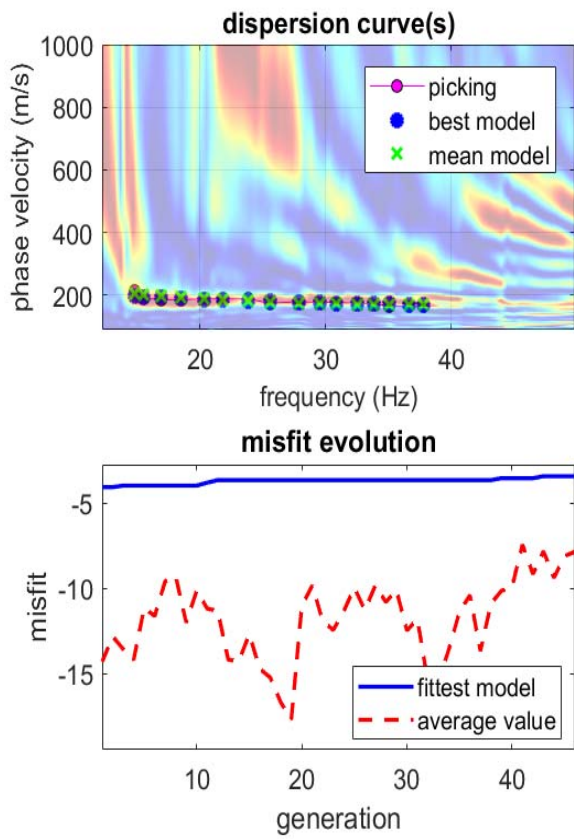 dispersion curve(s)
1000
800
600
400
200
phase velocity (m/s)
picking
best model
mean model
20
30
40
frequency (Hz)
misfit evolution
-5
-10
-15
misfit
fittest model
average value
10
20
30
40
generation